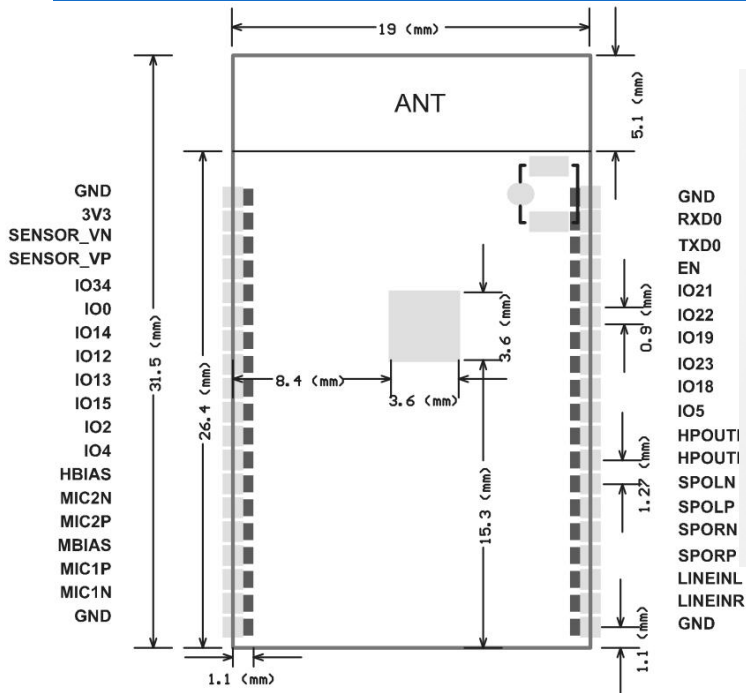 19 (mm)
ANT
5.1 (mm)
GND
3V3
SENSOR_VN
SENSOR_VP
IO34
IO0
IO14
IO12
IO13
IO15
IO2
IO4
HBIAS
MIC2N
MIC2P
MBIAS
MIC1P
MIC1N
GND
31.5 (mm)
26.4 (mm)
8.4 (mm)
3.6 (mm)
3.6 (mm)
15.3 (mm)
1.1 (mm)
GND
RXD0
TXD0
EN
IO21
IO22
IO19
IO23
IO18
IO5
SPOLN
SPOLP
SPORN
SPORP
LINEINL
LINEINR
GND
0.9 (mm)
1.27 (mm)
1.1 (mm)